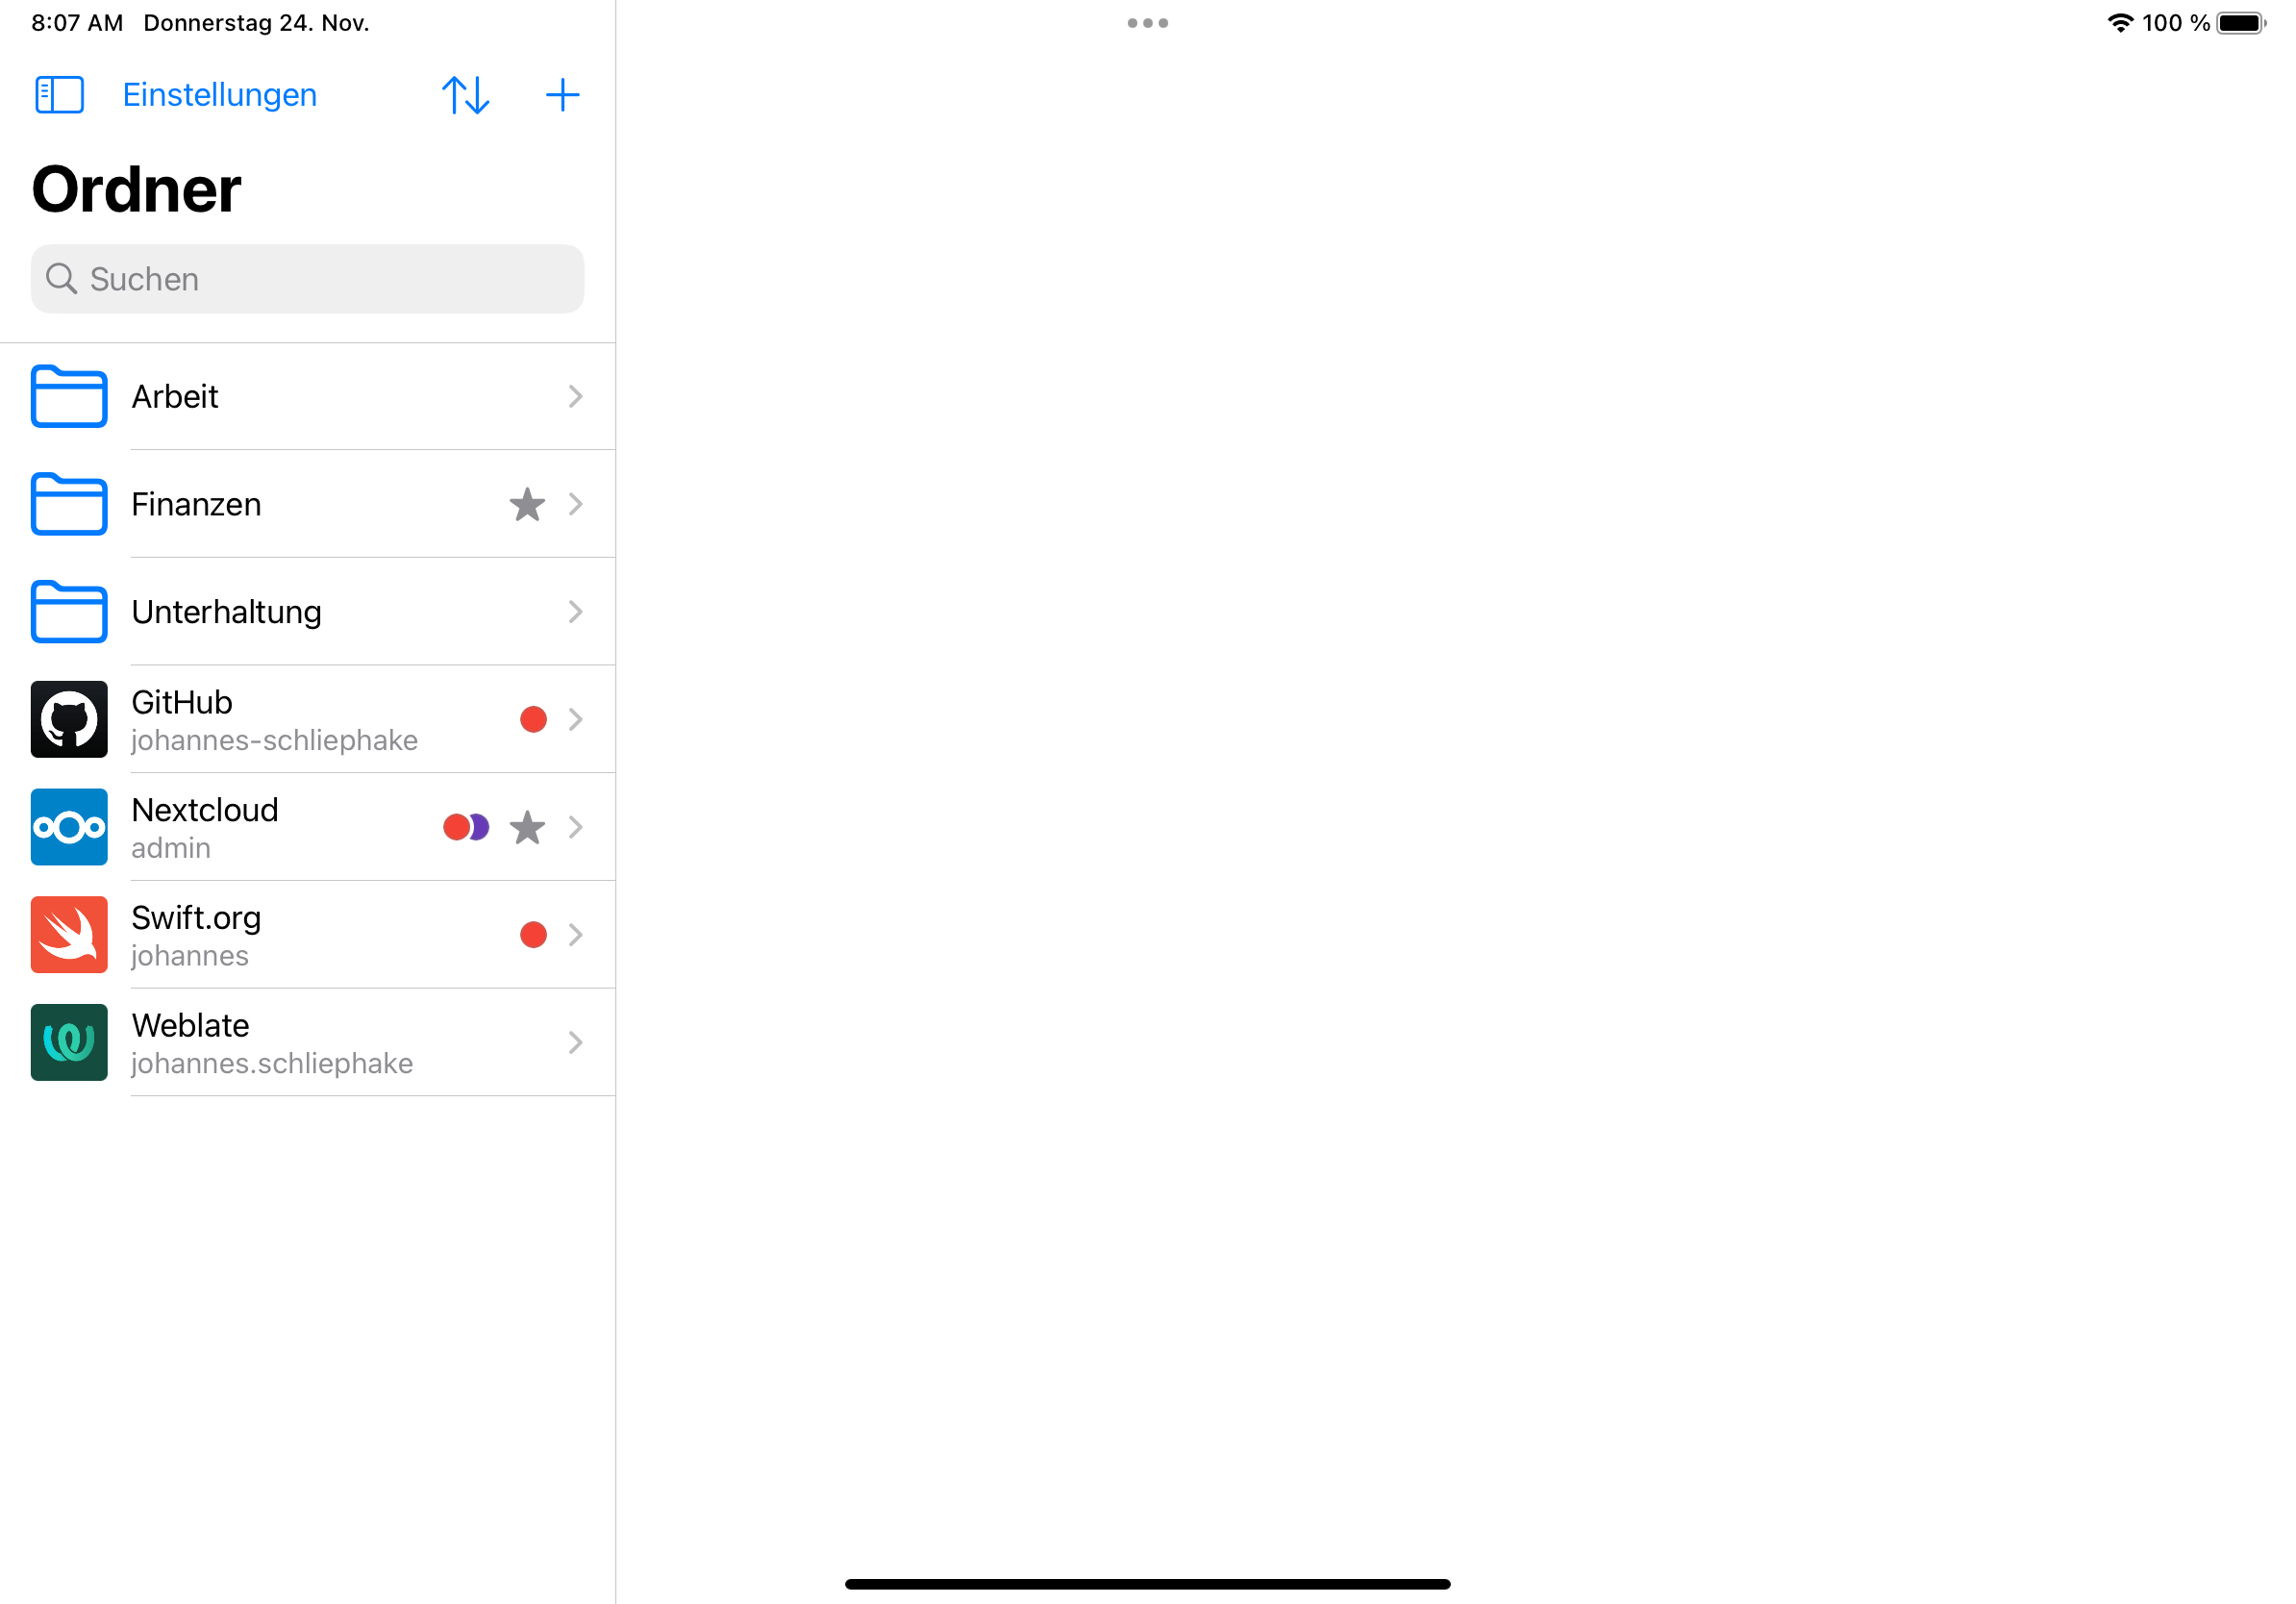 8:07 AM Donnerstag 24. Nov.
100 %
Einstellungen
Ordner
Suchen
Arbeit
Finanzen
Unterhaltung
GitHub
johannes-schliephake
Nextcloud
admin
Swift.org
johannes
Weblate
johannes.schliephake